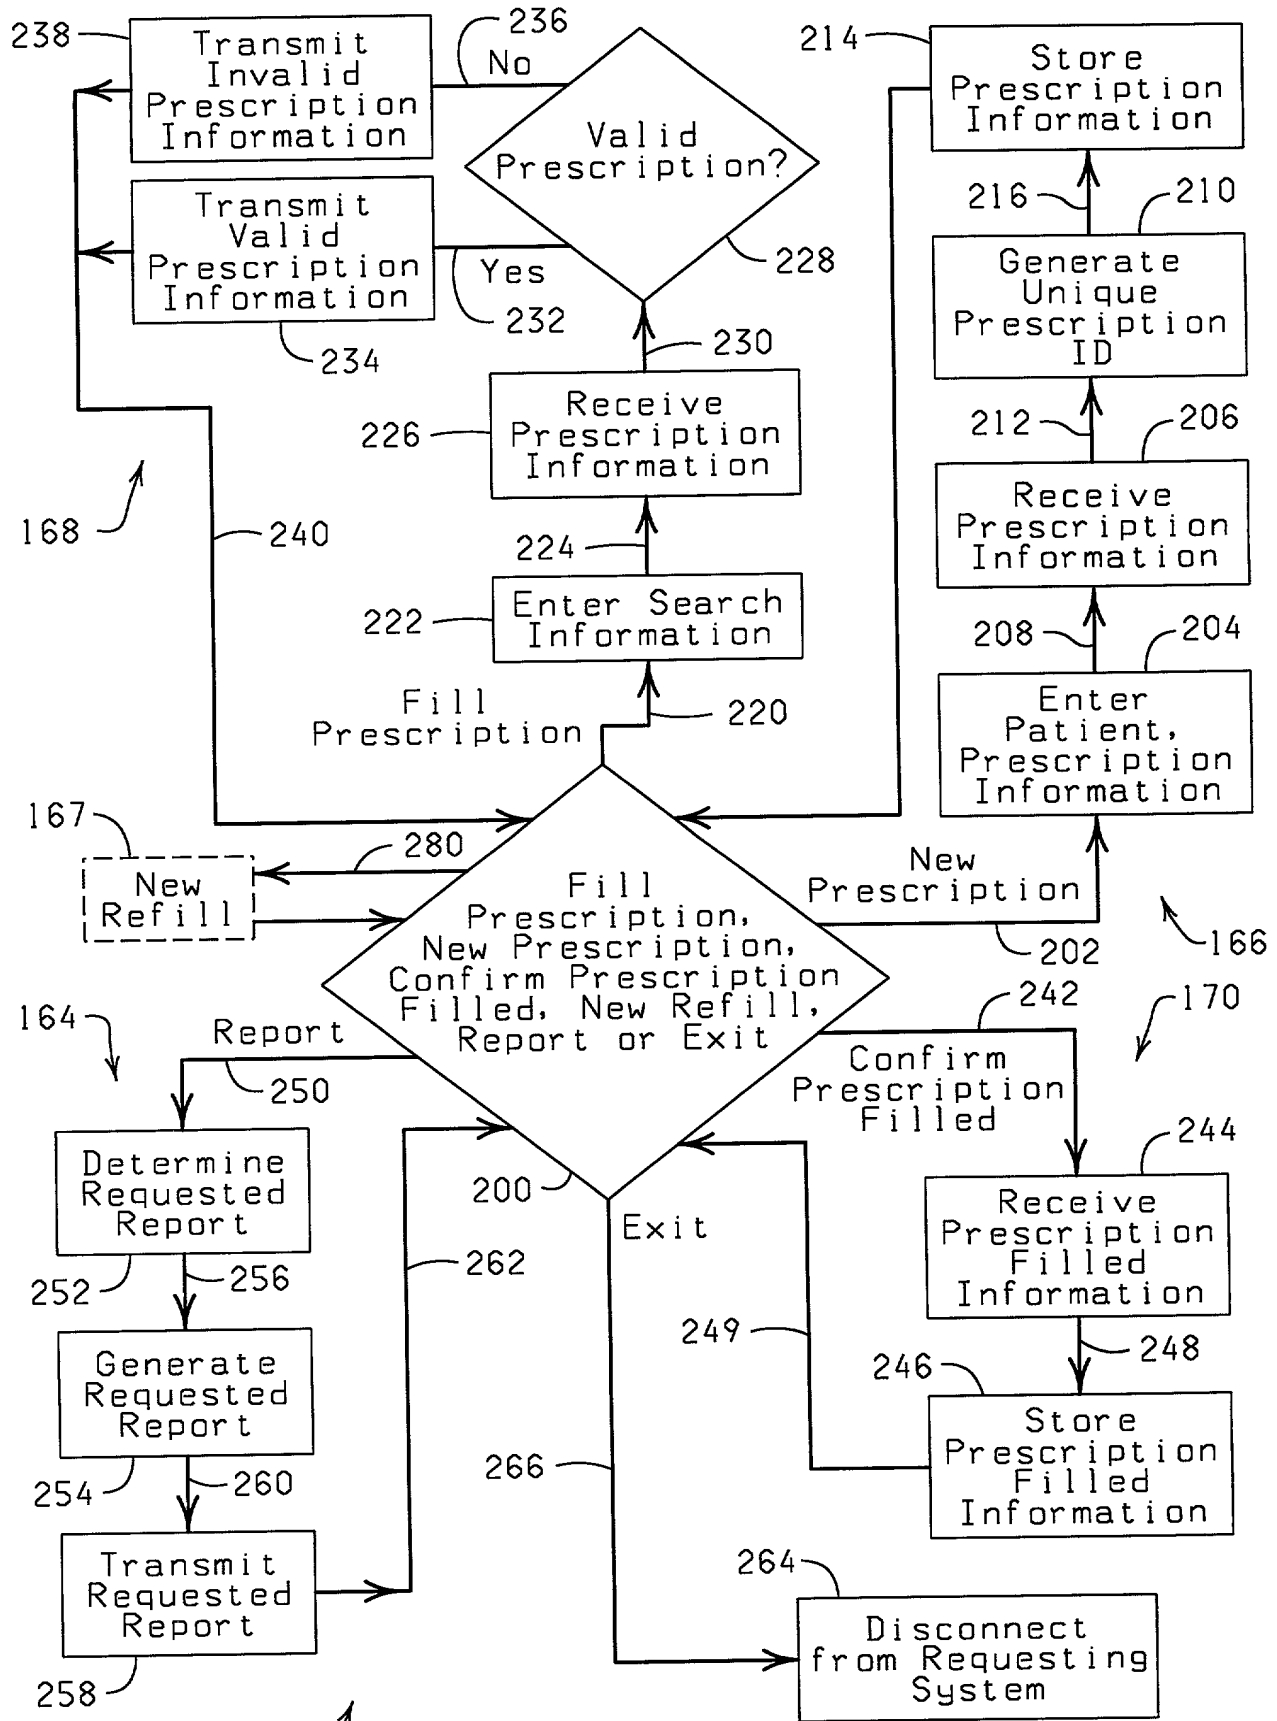 238
Transmit
Invalid
Prescription
Information
236
No
Valid
Prescription?
228
Transmit
Valid
Prescription
Information
Yes
232
234
230
226
Receive
Prescription
Information
168
240
224
222
Enter Search
Information
Fill
Prescription
220
214
Store
Prescription
Information
216
210
Generate
Unique
Prescription
ID
212
206
Receive
Prescription
Information
208
204
Enter
Patient,
Prescription
Information
167
New
Refill
280
New
Prescription
202
166
Fill
Prescription,
New Prescription,
Confirm Prescription
Filled, New Refill,
Report or Exit
200
164
Report
250
Determine
Requested
Report
252
256
Generate
Requested
Report
254
260
Transmit
Requested
Report
258
262
242
170
Confirm
Prescription
Filled
244
Receive
Prescription
Filled
Information
248
246
249
Store
Prescription
Filled
Information
Exit
266
264
Disconnect
from Requesting
System